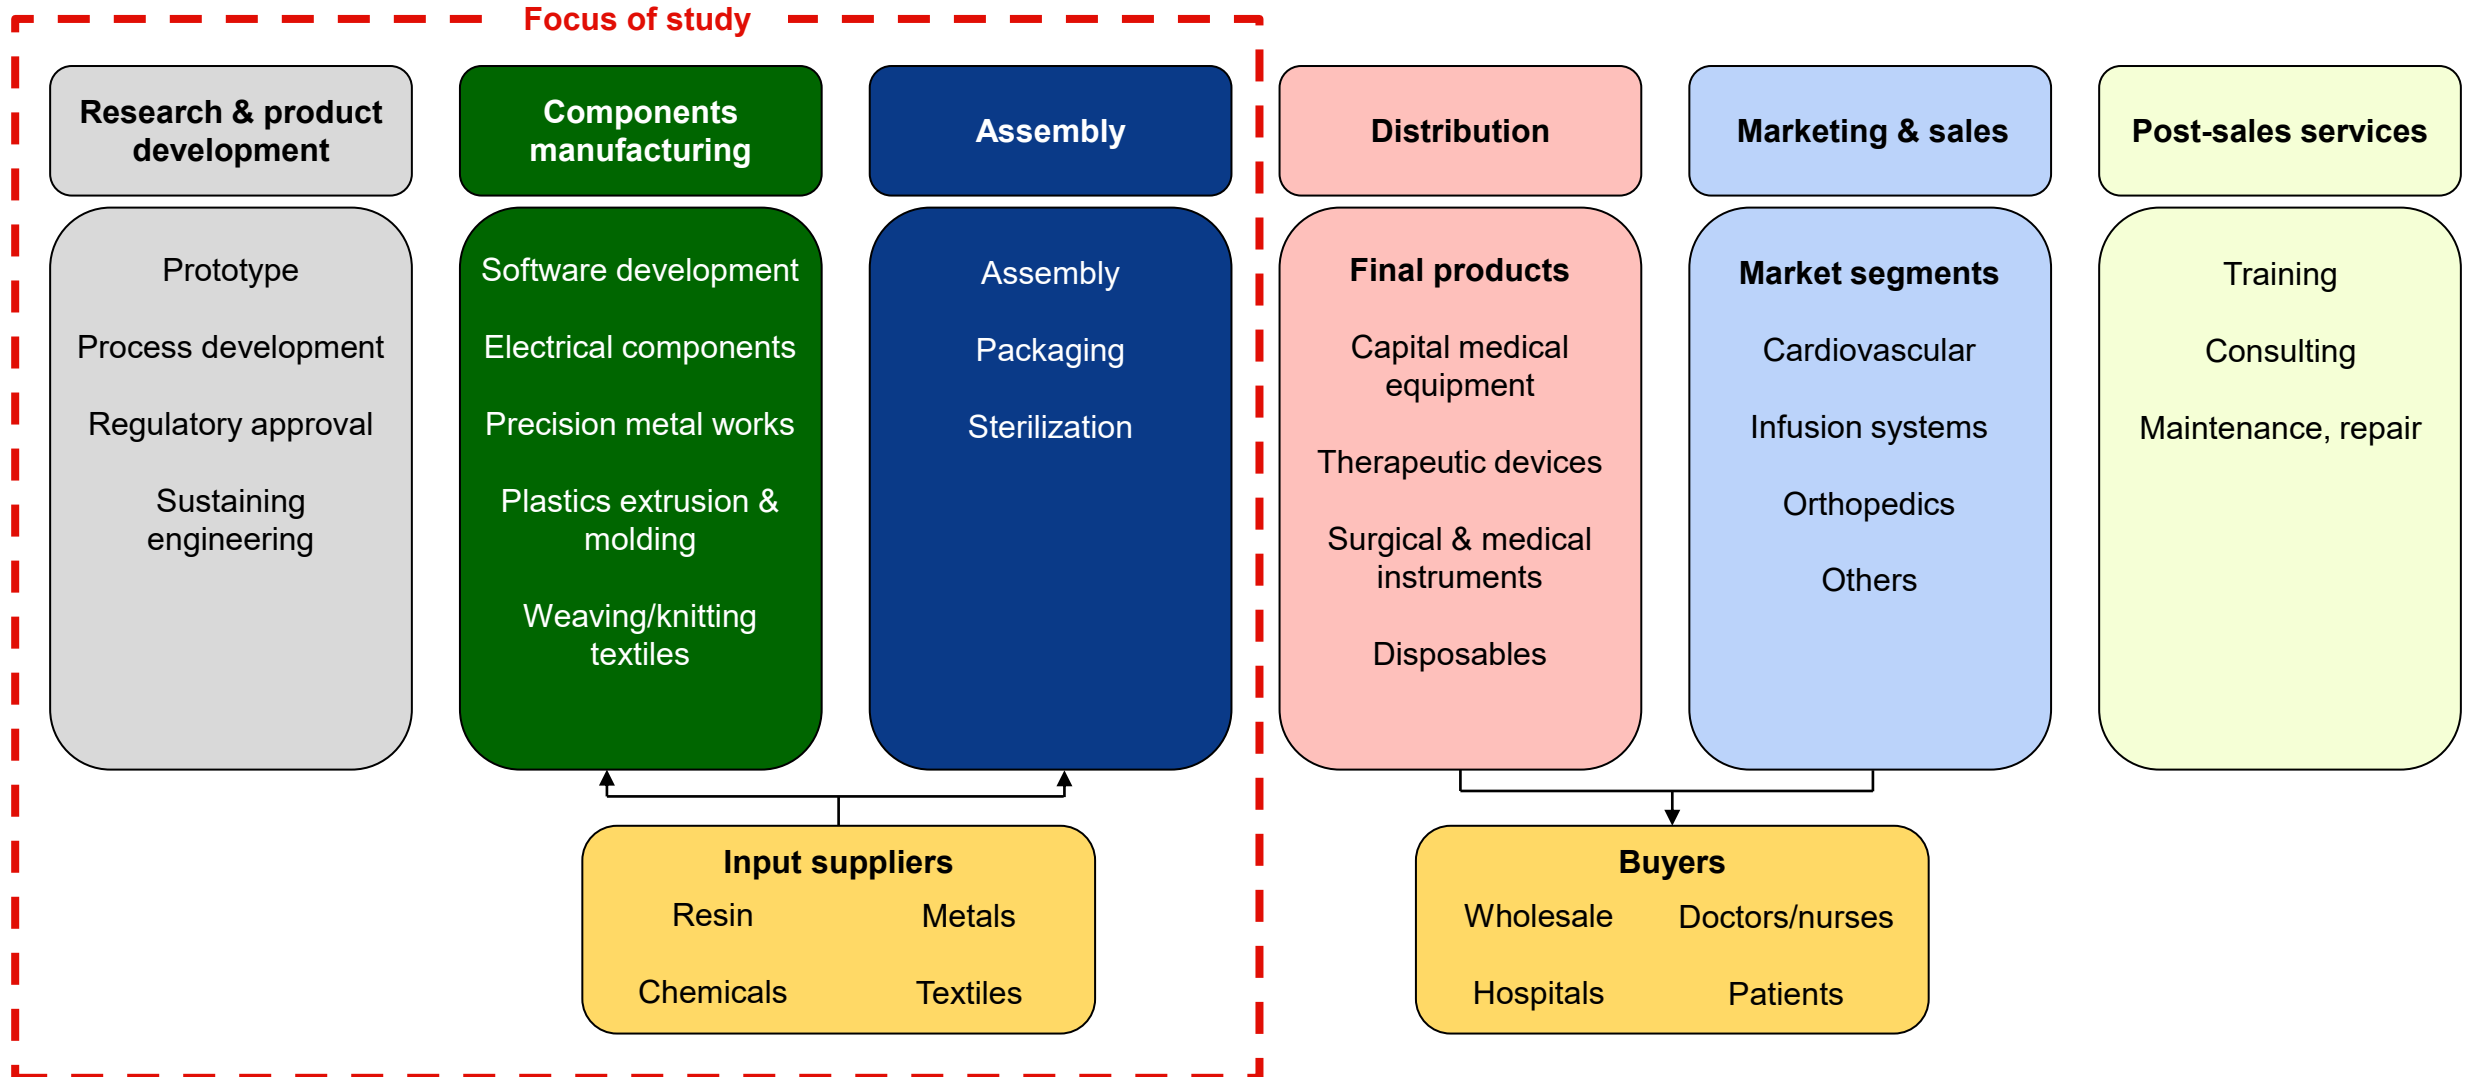 Focus of study
Research & product
development
Components
manufacturing
Assembly
Distribution
Marketing & sales
Post-sales services
Prototype
Process development
Regulatory approval
Sustaining
engineering
Software development
Electrical components
Precision metal works
Plastics extrusion &
molding
Weaving/knitting
textiles
Assembly
Packaging
Sterilization
Final products
Capital medical
equipment
Therapeutic devices
Surgical & medical
instruments
Disposables
Market segments
Cardiovascular
Infusion systems
Orthopedics
Others
Training
Consulting
Maintenance, repair
Input suppliers
Resin
Metals
Chemicals
Textiles
Buyers
Wholesale
Doctors/nurses
Hospitals
Patients